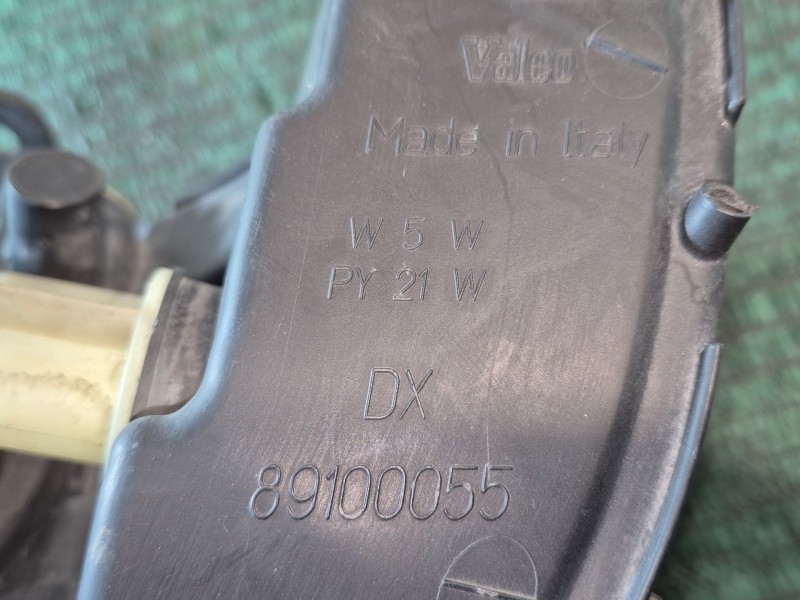 Valeo
Made in Italy
W 5 W
PY 21 W
DX
89100055